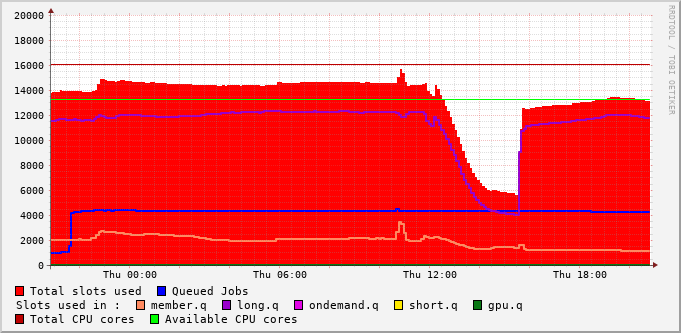 20000
18000
16000
14000
12000
10000
8000
6000
4000
2000
0
Thu 00:00 Thu 06:00 Thu 12:00 Thu 18:00
RRDTOOL / TOBI OETIKER
Total slots used Queued Jobs
Slots used in : member.q long.q ondemand.q short.q gpu.q
Total CPU cores Available CPU cores